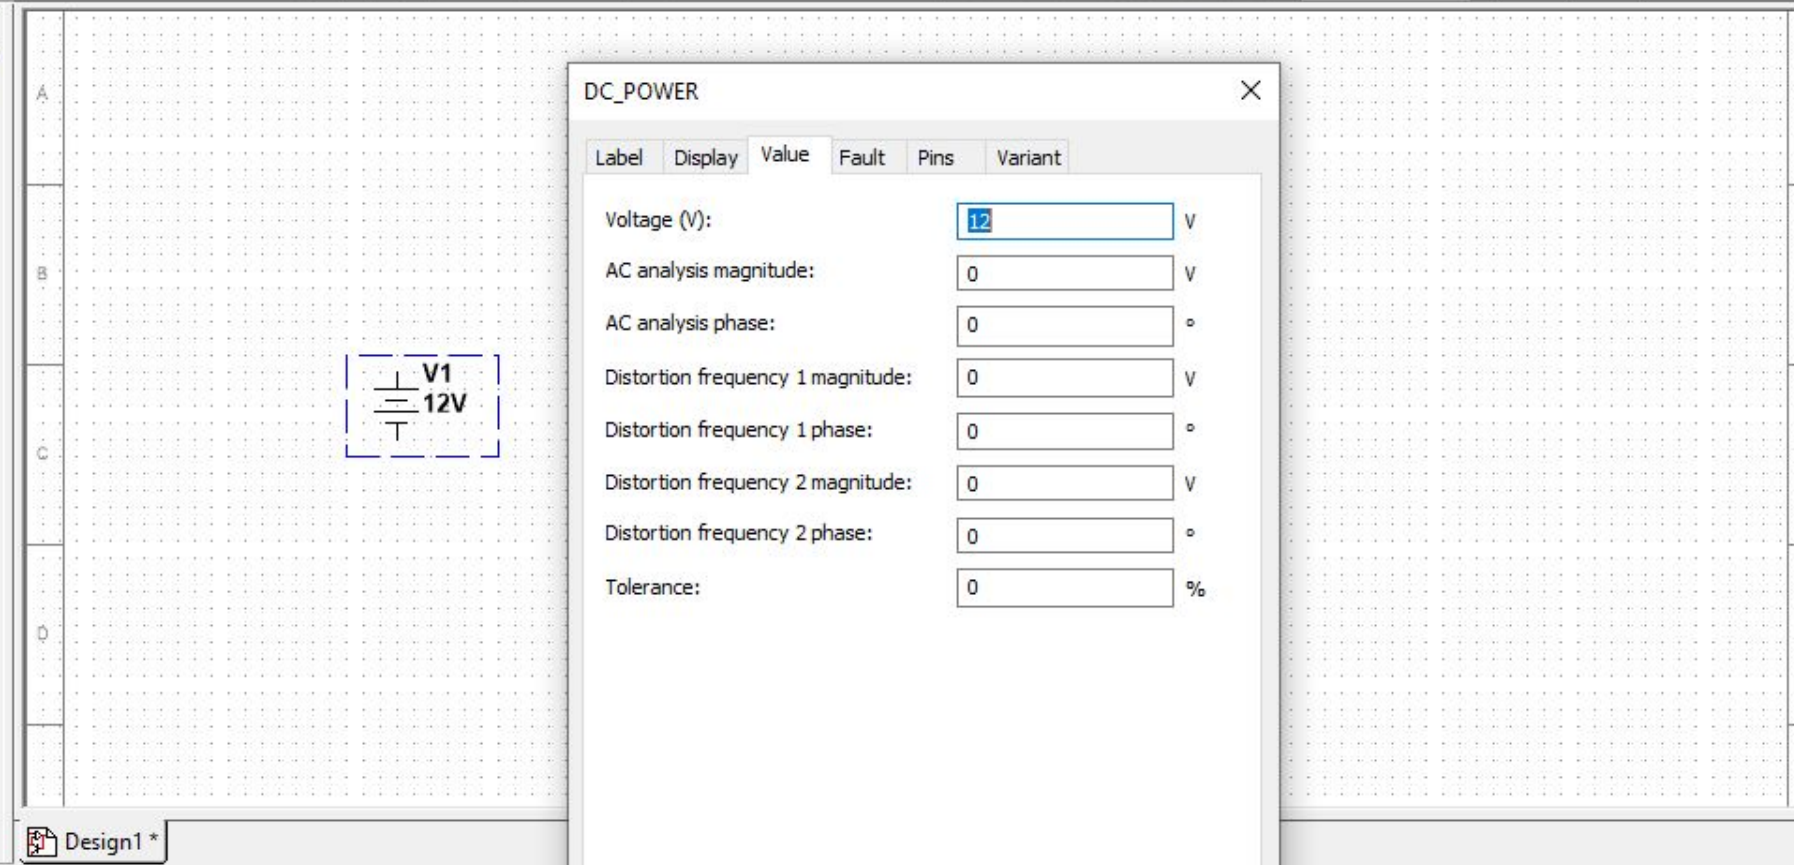 A
B
C
D
V1
12V
DC_POWER
Label Display Value Fault Pins Variant
Voltage (V): 12 V
AC analysis magnitude: 0 V
AC analysis phase: 0 °
Distortion frequency 1 magnitude: 0 V
Distortion frequency 1 phase: 0 °
Distortion frequency 2 magnitude: 0 V
Distortion frequency 2 phase: 0 °
Tolerance: 0 %
Design1 *